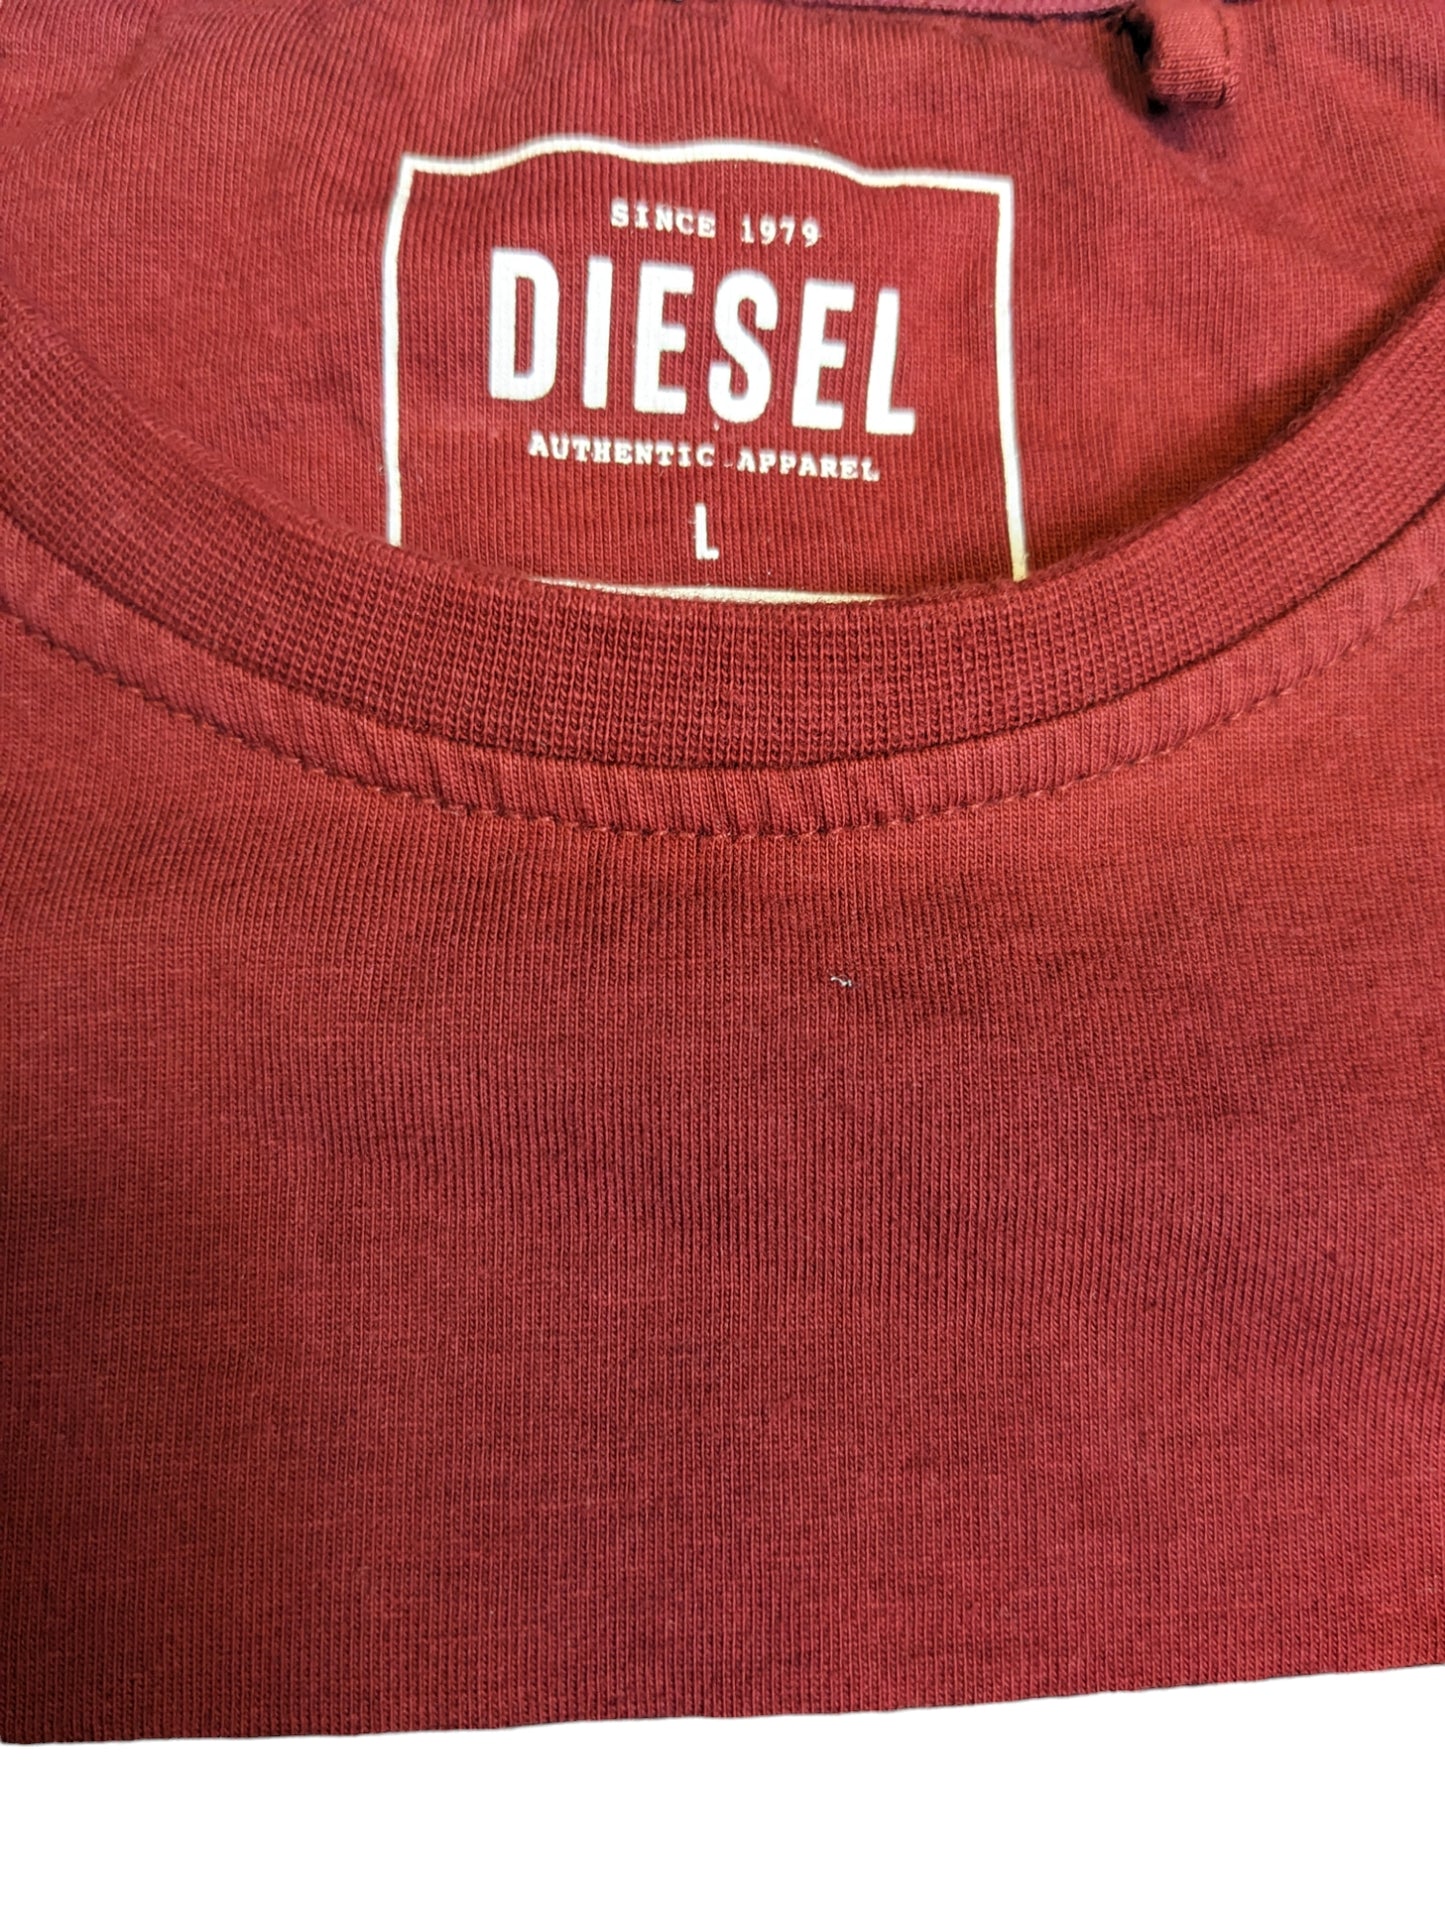 SINCE 1979
DIESEL
AUTHENTIC APPAREL
L